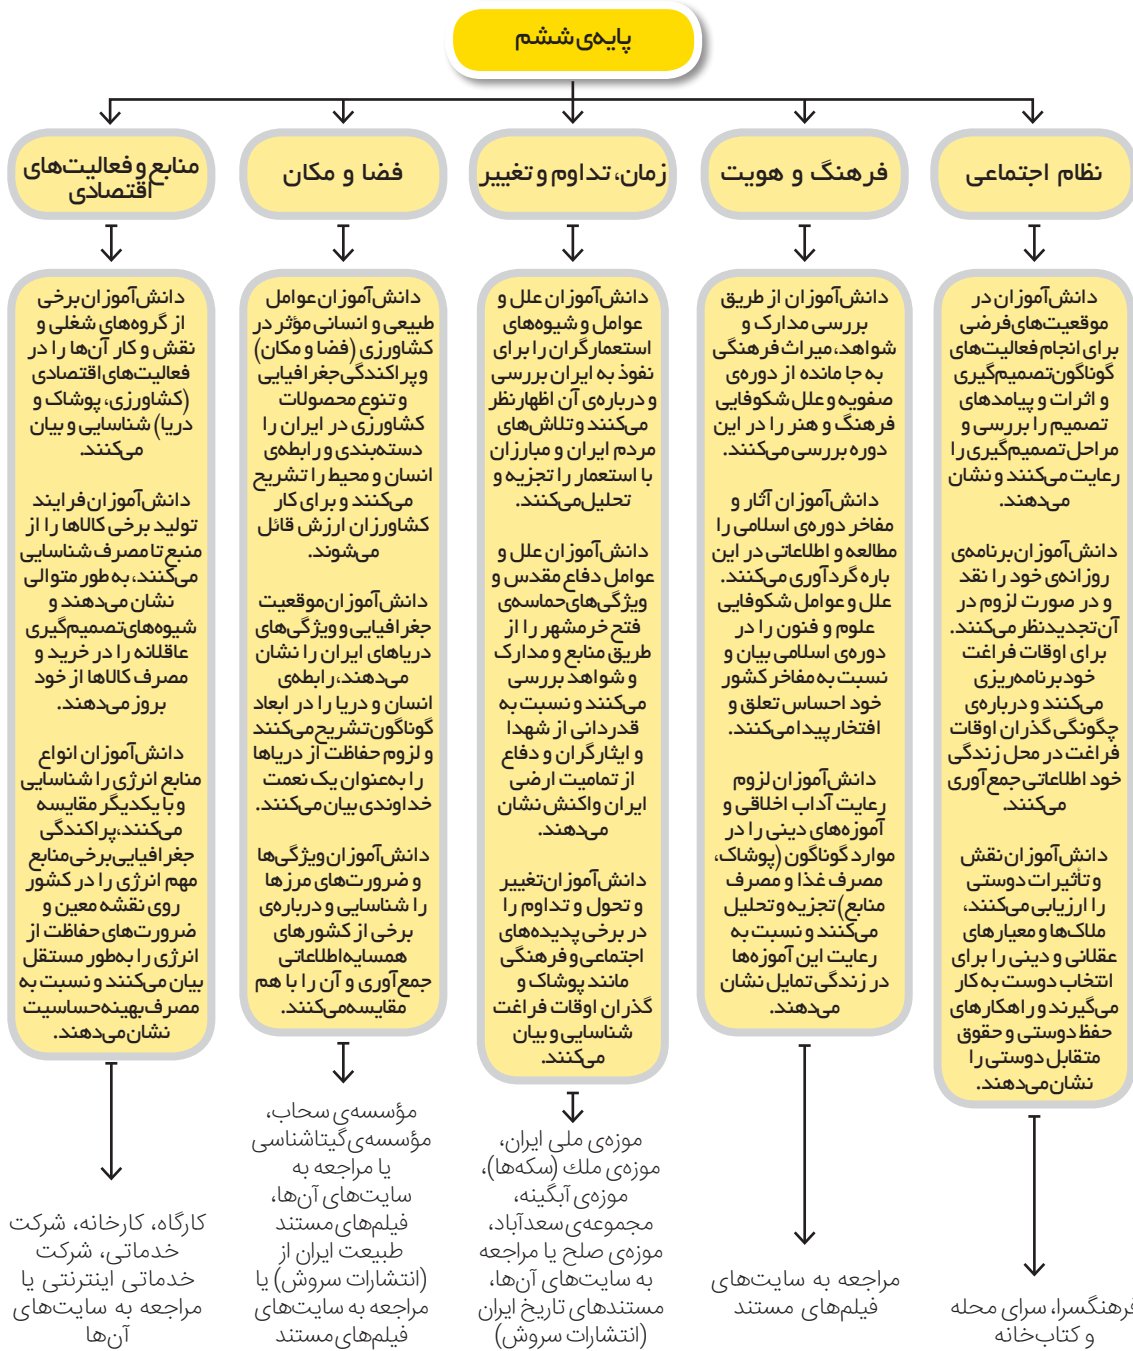 پایه‌ی ششم
نظام اجتماعی
دانش‌آموزان در
موقعیت‌های فرضی
برای انجام فعالیت‌های
گوناگون تصمیم‌گیری
و اثرات و پیامدهای
تصمیم را بررسی و
مراحل تصمیم‌گیری را
رعایت می‌کنند و نشان
می‌دهند.
دانش‌آموزان برنامه‌ی
روزانه‌ی خود را نقد
و در صورت لزوم در
آن تجدیدنظر می‌کنند.
برای اوقات فراغت
خود برنامه‌ریزی
می‌کنند و درباره‌ی
چگونگی گذران اوقات
فراغت در محل زندگی
خود اطلاعاتی جمع‌آوری
می‌کنند.
دانش‌آموزان نقش
و تأثیرات دوستی
را ارزیابی می‌کنند،
ملاک‌ها و معیارهای
عقلانی و دینی را برای
انتخاب دوست به کار
می‌گیرند و راهکارهای
حفظ دوستی و حقوق
متقابل دوستی را
نشان می‌دهند.
فرهنگسرا، سرای محله
و کتاب‌خانه
فرهنگ و هویت
دانش‌آموزان از طریق
بررسی مدارک و
شواهد، میراث فرهنگی
به جا مانده از دوره‌ی
صفویه و علل شکوفایی
فرهنگ و هنر را در این
دوره بررسی می‌کنند.
دانش‌آموزان آثار و
مفاخر دوره‌ی اسلامی را
مطالعه و اطلاعاتی در این
باره گردآوری می‌کنند.
علل و عوامل شکوفایی
علوم و فنون را در
دوره‌ی اسلامی بیان و
نسبت به مفاخر کشور
خود احساس تعلق و
افتخار پیدا می‌کنند.
دانش‌آموزان لزوم
رعایت آداب اخلاقی و
آموزه‌های دینی را در
موارد گوناگون (پوشاک،
مصرف غذا و مصرف
منابع) تجزیه و تحلیل
می‌کنند و نسبت به
رعایت این آموزه‌ها
در زندگی تمایل نشان
می‌دهند.
مراجعه به سایت‌های
فیلم‌های مستند
زمان، تداوم و تغییر
دانش‌آموزان علل و
عوامل و شیوه‌های
استعمارگران را برای
نفوذ به ایران بررسی
و درباره‌ی آن اظهارنظر
می‌کنند و تلاش‌های
مردم ایران و مبارزان
با استعمار را تجزیه و
تحلیل می‌کنند.
دانش‌آموزان علل و
عوامل دفاع مقدس و
ویژگی‌های حماسه‌ی
فتح خرمشهر را از
طریق منابع و مدارک
و شواهد بررسی
می‌کنند و نسبت به
قدردانی از شهدا
و ایثارگران و دفاع
از تمامیت ارضی
ایران واکنش نشان
می‌دهند.
دانش‌آموزان تغییر
و تحول و تداوم را
در برخی پدیده‌های
اجتماعی و فرهنگی
مانند پوشاک و
گذران اوقات فراغت
شناسایی و بیان
می‌کنند.
موزه‌ی ملی ایران،
موزه‌ی ملك (سکه‌ها)،
موزه‌ی آبگینه،
مجموعه‌ی سعدآباد،
موزه‌ی صلح یا مراجعه
به سایت‌های آن‌ها،
مستندهای تاریخ ایران
(انتشارات سروش)
فضا و مکان
دانش‌آموزان عوامل
طبیعی و انسانی مؤثر در
کشاورزی (فضا و مکان)
و پراکندگی جغرافیایی
و تنوع محصولات
کشاورزی در ایران را
دسته‌بندی و رابطه‌ی
انسان و محیط را تشریح
می‌کنند و برای کار
کشاورزان ارزش قائل
می‌شوند.
دانش‌آموزان موقعیت
جغرافیایی و ویژگی‌های
دریاهای ایران را نشان
می‌دهند، رابطه‌ی
انسان و دریا را در ابعاد
گوناگون تشریح می‌کنند
و لزوم حفاظت از دریاها
را به‌عنوان یک نعمت
خداوندی بیان می‌کنند.
دانش‌آموزان ویژگی‌ها
و ضرورت‌های مرزها
را شناسایی و درباره‌ی
برخی از کشورهای
همسایه اطلاعاتی
جمع‌آوری و آن را با هم
مقایسه می‌کنند.
مؤسسه‌ی سحاب،
مؤسسه‌ی گیتاشناسی
یا مراجعه به
سایت‌های آن‌ها،
فیلم‌های مستند
طبیعت ایران از
(انتشارات سروش) یا
مراجعه به سایت‌های
فیلم‌های مستند
منابع و فعالیت‌های
اقتصادی
دانش‌آموزان برخی
از گروه‌های شغلی و
نقش و کار آن‌ها را در
فعالیت‌های اقتصادی
(کشاورزی، پوشاک و
دریا) شناسایی و بیان
می‌کنند.
دانش‌آموزان فرایند
تولید برخی کالاها را از
منبع تا مصرف شناسایی
می‌کنند، به طور متوالی
نشان می‌دهند و
شیوه‌های تصمیم‌گیری
عاقلانه را در خرید و
مصرف کالاها از خود
بروز می‌دهند.
دانش‌آموزان انواع
منابع انرژی را شناسایی
و با یکدیگر مقایسه
می‌کنند، پراکندگی
جغرافیایی برخی منابع
مهم انرژی را در کشور
روی نقشه معین و
ضرورت‌های حفاظت از
انرژی را به‌طور مستقل
بیان می‌کنند و نسبت به
مصرف بهینه حساسیت
نشان می‌دهند.
کارگاه، کارخانه، شرکت
خدماتی، شرکت
خدماتی اینترنتی یا
مراجعه به سایت‌های
آن‌ها